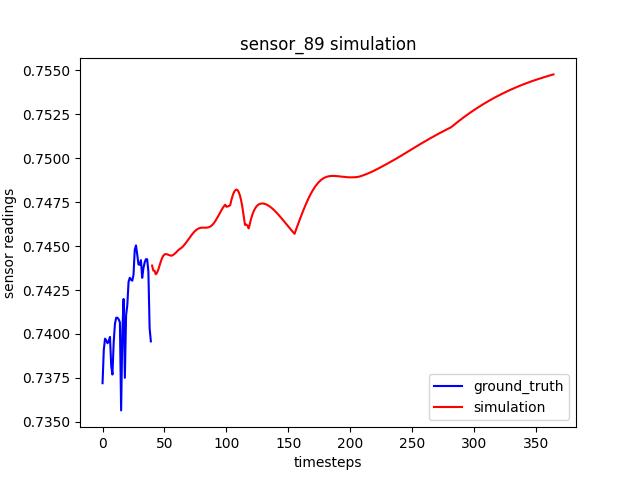 sensor_89 simulation
0.7550
0.7525
0.7500
0.7475
0.7450
0.7425
0.7400
0.7375
0.7350
sensor readings
ground_truth
simulation
0 50 100 150 200 250 300 350
timesteps